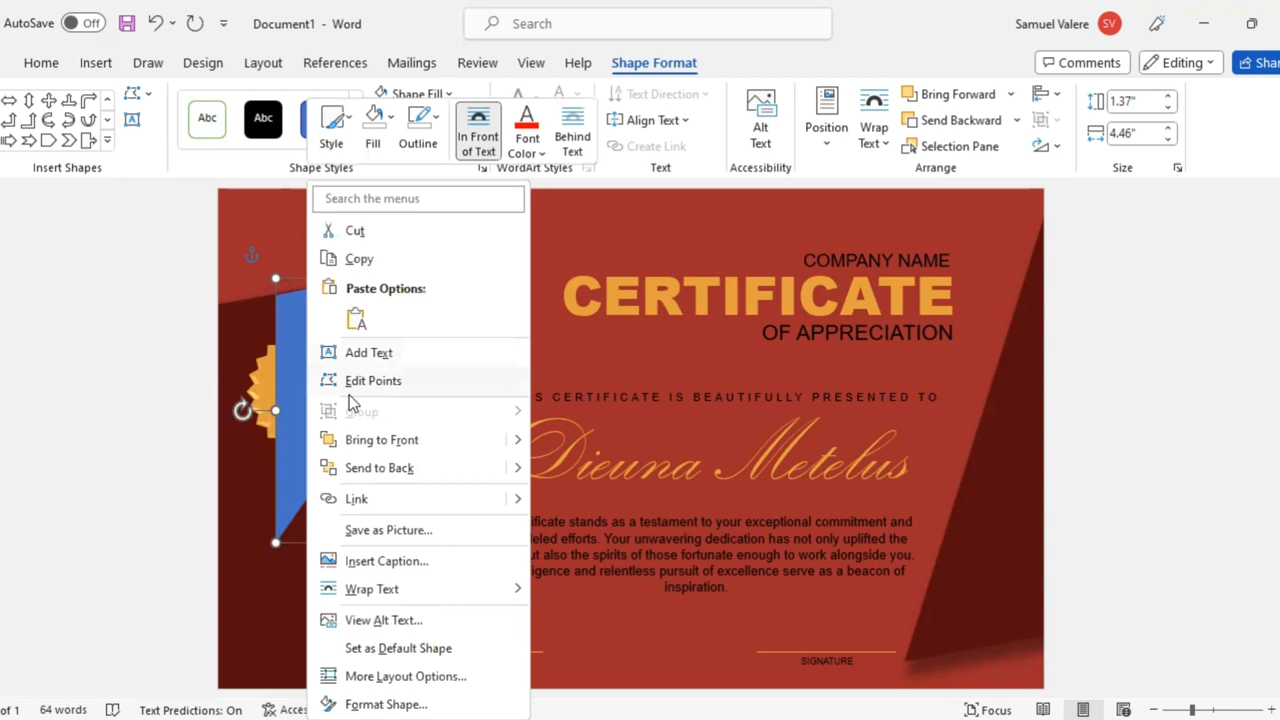 AutoSave Off Document1 - Word Search Samuel Valere SV
Home Insert Draw Design Layout References Mailings Review View Help Shape Format Comments Editing
Abc Abc Shape Fill Text Direction Align Text Create Link Alt Text Position Wrap Text Bring Forward Send Backward Selection Pane 1.37" 4.46"
Style Fill Outline In Front of Text Font Color Behind Text
Insert Shapes Shape Styles WordArt Styles Text Accessibility Arrange Size
Search the menus
Cut
Copy
Paste Options:
A
Add Text
Edit Points
Group
Bring to Front
Send to Back
Link
Save as Picture...
Insert Caption...
Wrap Text
View Alt Text...
Set as Default Shape
More Layout Options...
Format Shape...
COMPANY NAME
CERTIFICATE
OF APPRECIATION
S CERTIFICATE IS BEAUTIFULLY PRESENTED TO
Dieuna Metelus
ificate stands as a testament to your exceptional commitment and
leled efforts. Your unwavering dedication has not only uplifted the
ut also the spirits of those fortunate enough to work alongside you.
igence and relentless pursuit of excellence serve as a beacon of
inspiration.
SIGNATURE
of 1 64 words Text Predictions: On Acces Focus